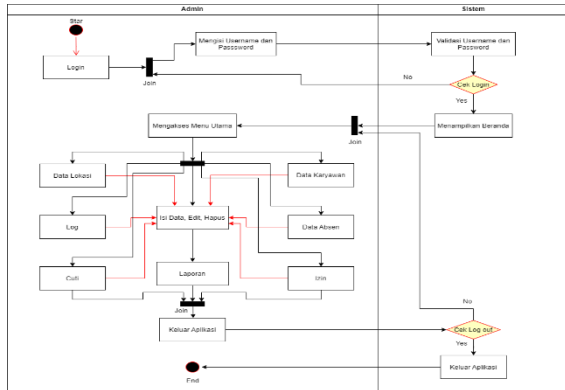 Admin
Sistem
Star
Login
Join
Mengisi Username dan
Passsword
Validasi Username dan
Password
No
Cek Login
Yes
Mengakses Menu Utama
Join
Menampilkan Beranda
Data Lokasi
Data Karyawan
Log
Isi Data, Edit, Hapus
Data Absen
Cuti
Laporan
Izin
Join
No
Keluar Aplikasi
Cek Log out
Yes
Keluar Aplikasi
End